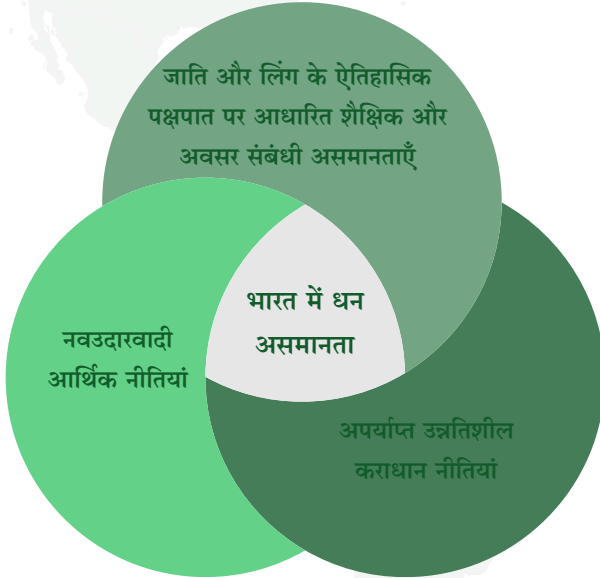 जाति और लिंग के ऐतिहासिक
पक्षपात पर आधारित शैक्षिक और
अवसर संबंधी असमानताएँ
भारत में धन
असमानता
नवउदारवादी
आर्थिक नीतियां
अपर्याप्त उन्नतिशील
कराधान नीतियां